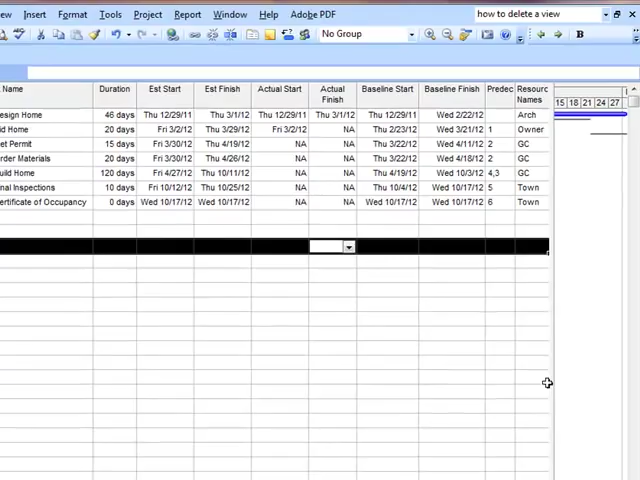 View Insert Format Tools Project Report Window Help Adobe PDF how to delete a view
No Group B
Name Duration Est Start Est Finish Actual Start Actual Finish Baseline Start Baseline Finish Predec Resourc Names
15 18 21 24 27
esign Home 46 days Thu 12/29/11 Thu 3/1/12 Thu 12/29/11 Thu 3/1/12 Thu 12/29/11 Wed 2/22/12 Arch
id Home 20 days Fri 3/2/12 Thu 3/29/12 Fri 3/2/12 NA Thu 2/23/12 Wed 3/21/12 1 Owner
et Permit 15 days Fri 3/30/12 Thu 4/19/12 NA NA Thu 3/22/12 Wed 4/11/12 2 GC
rder Materials 20 days Fri 3/30/12 Thu 4/26/12 NA NA Thu 3/22/12 Wed 4/18/12 2 GC
uild Home 120 days Fri 4/27/12 Thu 10/11/12 NA NA Thu 4/19/12 Wed 10/3/12 4,3 GC
nal Inspections 10 days Fri 10/12/12 Thu 10/25/12 NA NA Thu 10/4/12 Wed 10/17/12 5 Town
ertificate of Occupancy 0 days Wed 10/17/12 Wed 10/17/12 NA NA Wed 10/17/12 Wed 10/17/12 6 Town